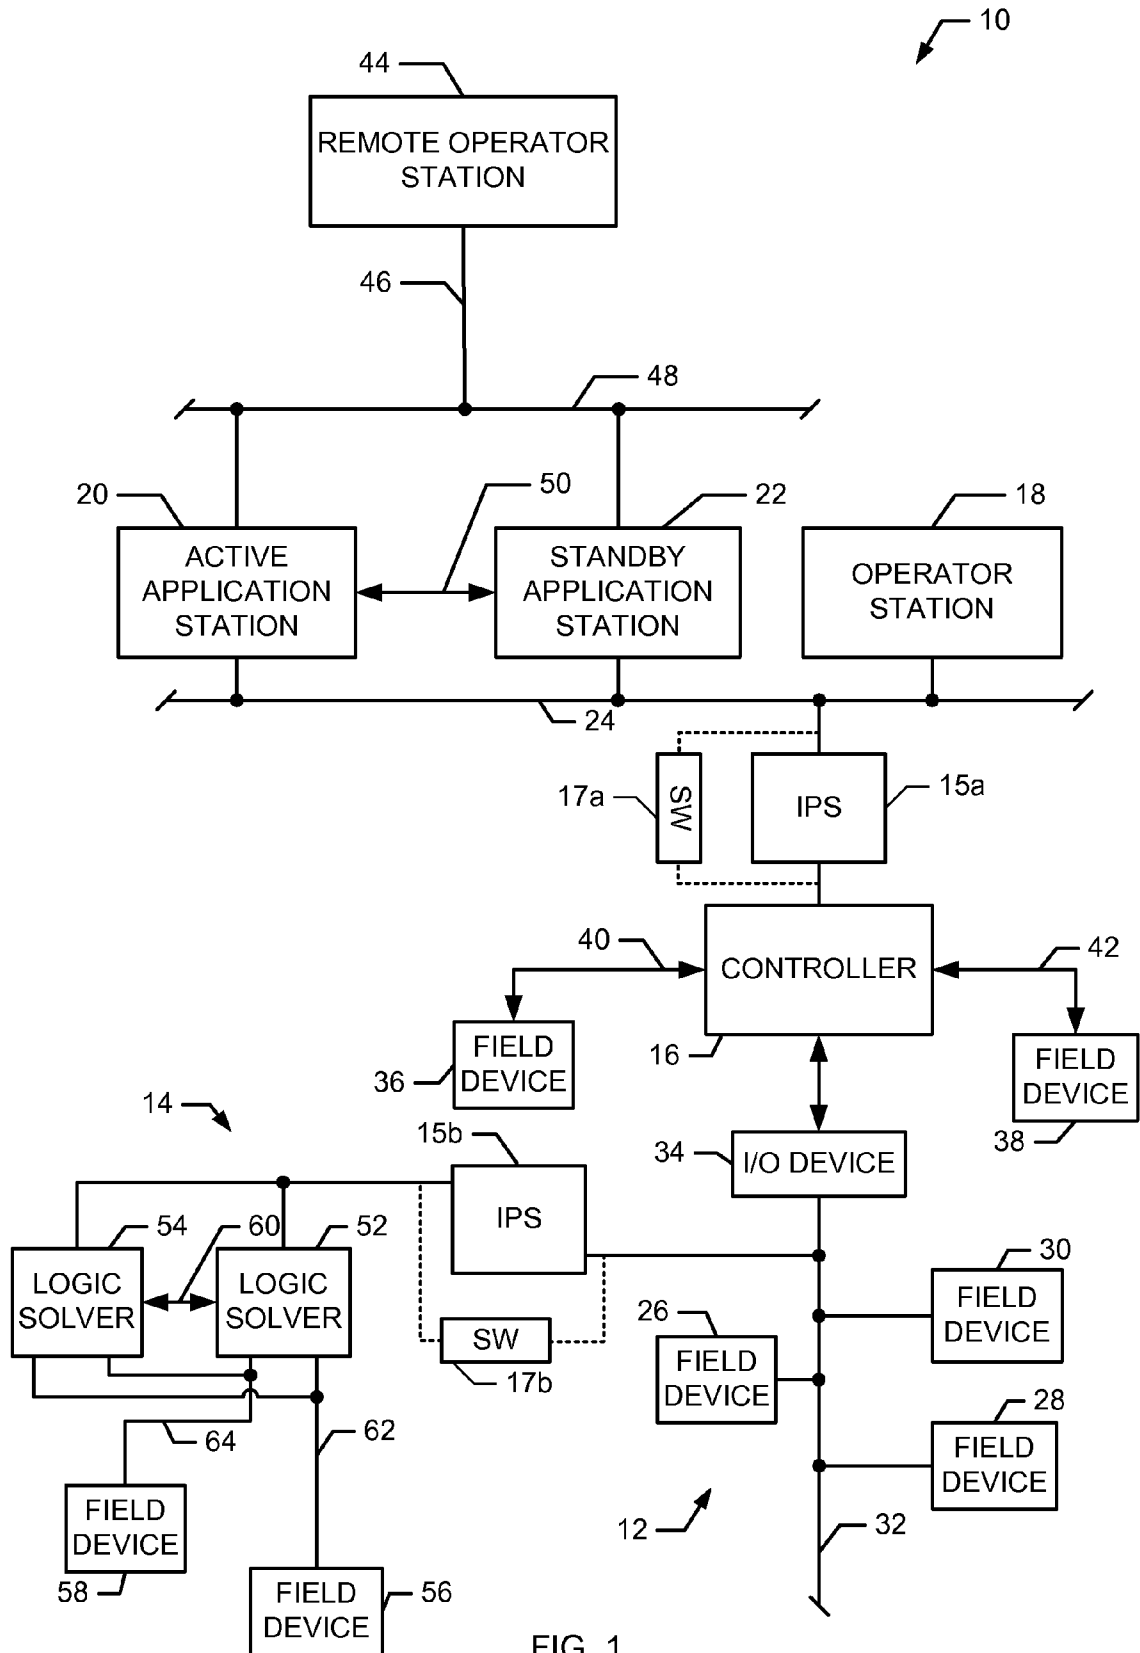 10
44
REMOTE OPERATOR
STATION
46
48
20
50
22
18
ACTIVE
APPLICATION
STATION
STANDBY
APPLICATION
STATION
OPERATOR
STATION
24
17a
SW
IPS
15a
40
42
CONTROLLER
16
36
FIELD
DEVICE
FIELD
DEVICE
38
14
15b
34
I/O DEVICE
IPS
54
60
52
LOGIC
SOLVER
LOGIC
SOLVER
30
FIELD
DEVICE
26
FIELD
DEVICE
SW
17b
28
FIELD
DEVICE
64
62
12
32
FIELD
DEVICE
58
FIELD
DEVICE
56
FIG. 1